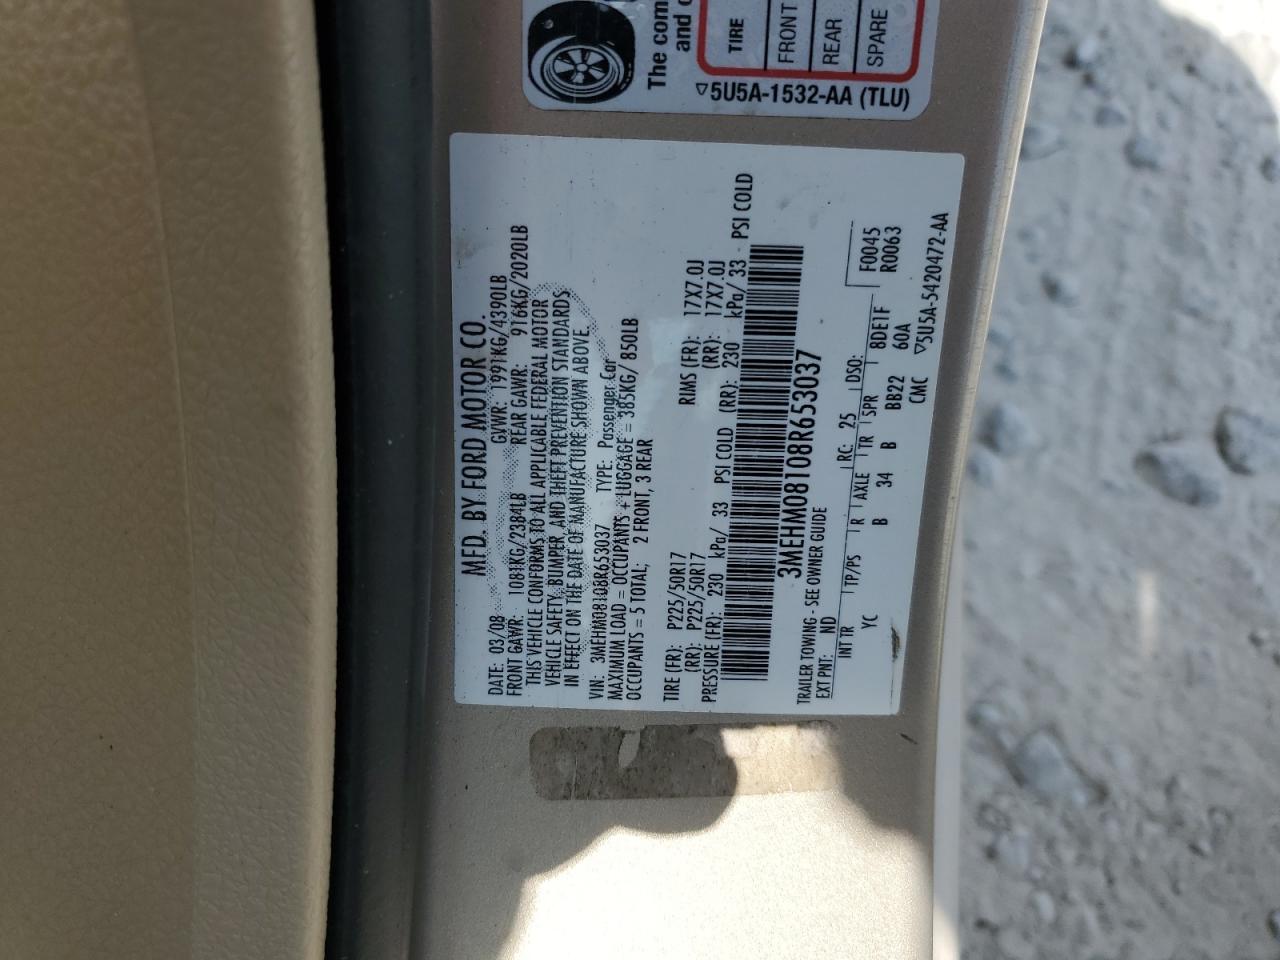 The com
and c
TIRE
FRONT
REAR
SPARE
▽5U5A-1532-AA (TLU)
MFD. BY FORD MOTOR CO.
DATE: 03/08 GVWR: 1991KG/4390LB
FRONT GAWR: 1081KG/2384LB REAR GAWR: 916KG/2020LB
THIS VEHICLE CONFORMS TO ALL APPLICABLE FEDERAL MOTOR
VEHICLE SAFETY, BUMPER, AND THEFT PREVENTION STANDARDS
IN EFFECT ON THE DATE OF MANUFACTURE SHOWN ABOVE.
VIN: 3MEHM08108R653037 TYPE: Passenger Car
MAXIMUM LOAD = OCCUPANTS + LUGGAGE = 385KG/ 850LB
OCCUPANTS = 5 TOTAL; 2 FRONT, 3 REAR
TIRE (FR): P225/50R17 RIMS (FR): 17X7.0J
(RR): P225/50R17 (RR): 17X7.0J
PRESSURE (FR): 230 kPa/ 33 PSI COLD (RR): 230 kPa/ 33 PSI COLD
3MEHM08108R653037
TRAILER TOWING - SEE OWNER GUIDE
EXT PNT: ND RC: 25 DSO: F0045
R0063
INT TR TP/PS R AXLE TR SPR 8DE1F
YC B 34 B BB22 60A
CMC ▽5U5A-5420472-AA